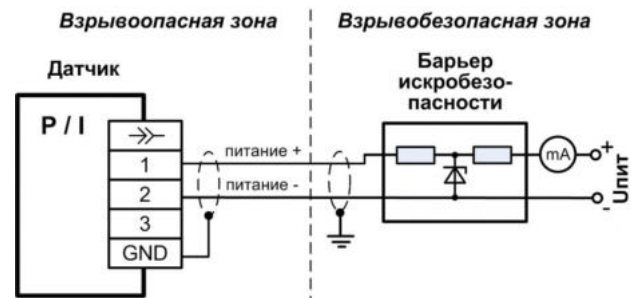 Взрывоопасная зона
Взрывобезопасная зона
Датчик
Барьер
искробезо-
пасности
P / I
1
питание +
2
питание -
3
GND
mA
+
-
Uпит